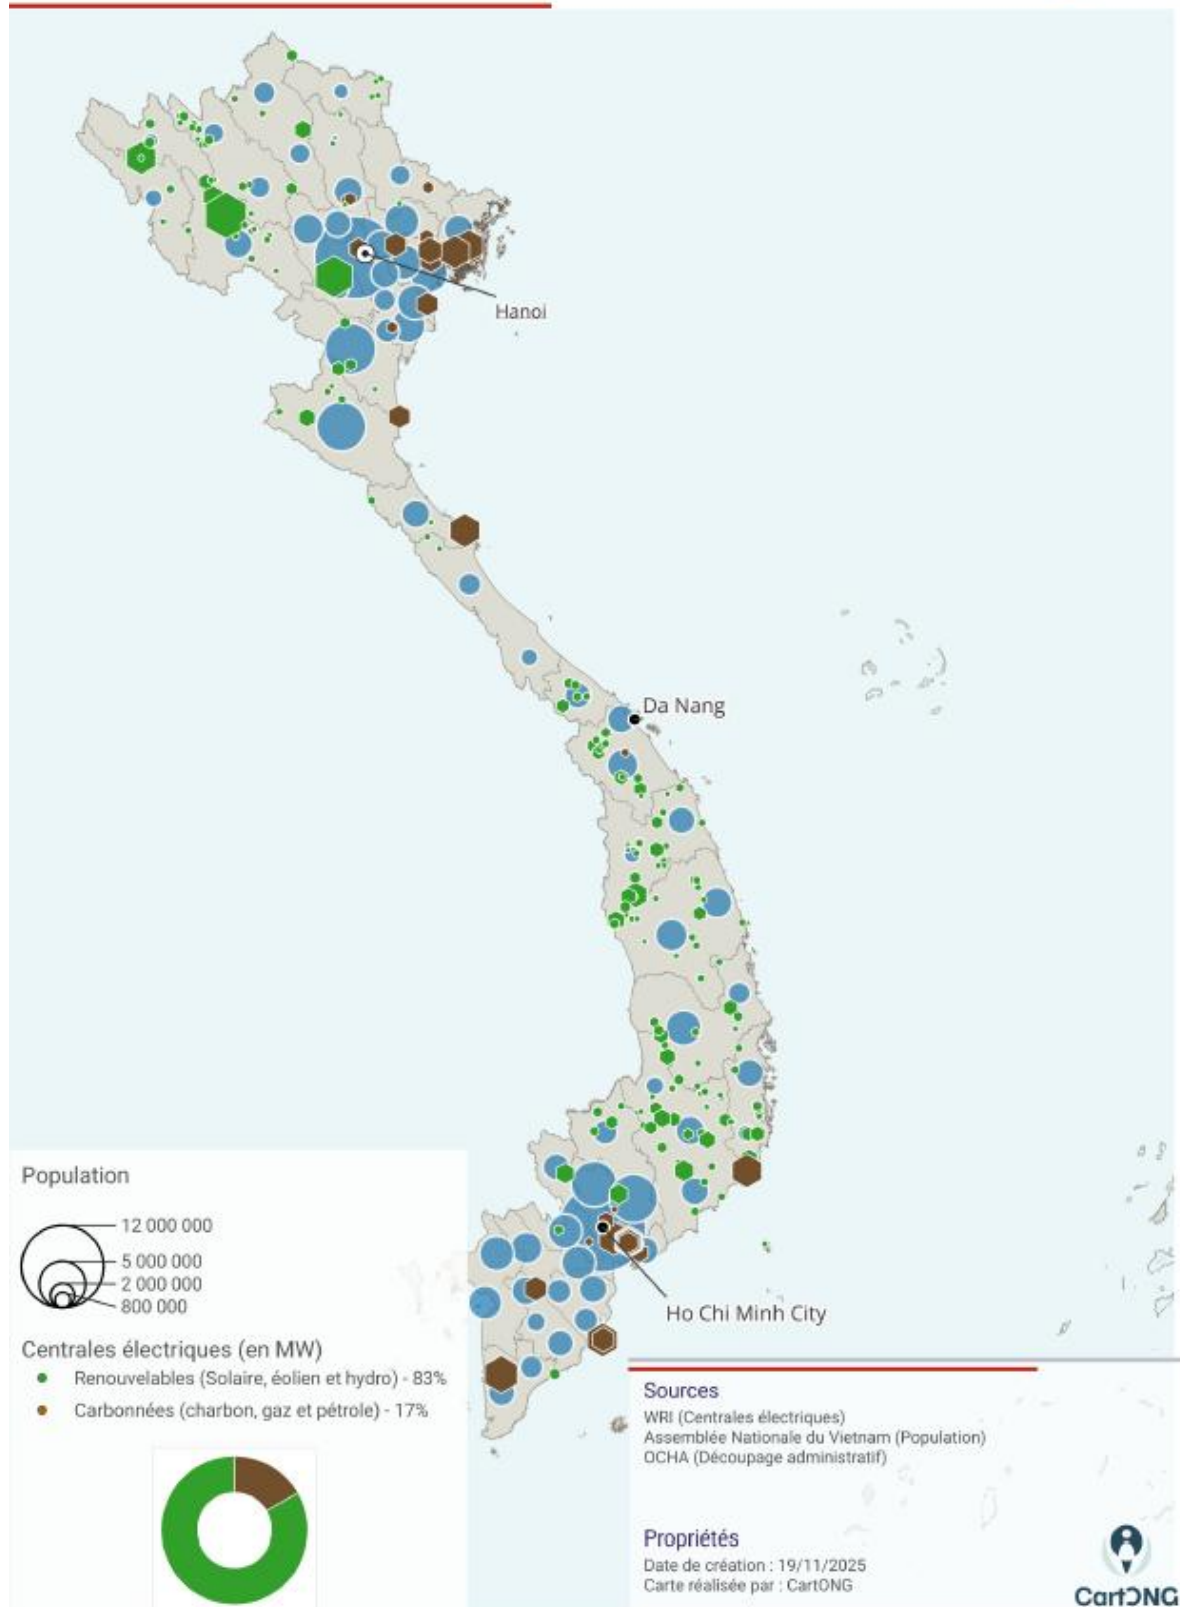 Hanoi
Da Nang
Ho Chi Minh City
Population
12 000 000
5 000 000
2 000 000
800 000
Centrales électriques (en MW)
Renouvelables (Solaire, éolien et hydro) - 83%
Carbonnées (charbon, gaz et pétrole) - 17%
Sources
WRI (Centrales électriques)
Assemblée Nationale du Vietnam (Population)
OCHA (Découpage administratif)
Propriétés
Date de création : 19/11/2025
Carte réalisée par : CartONG
CartONG